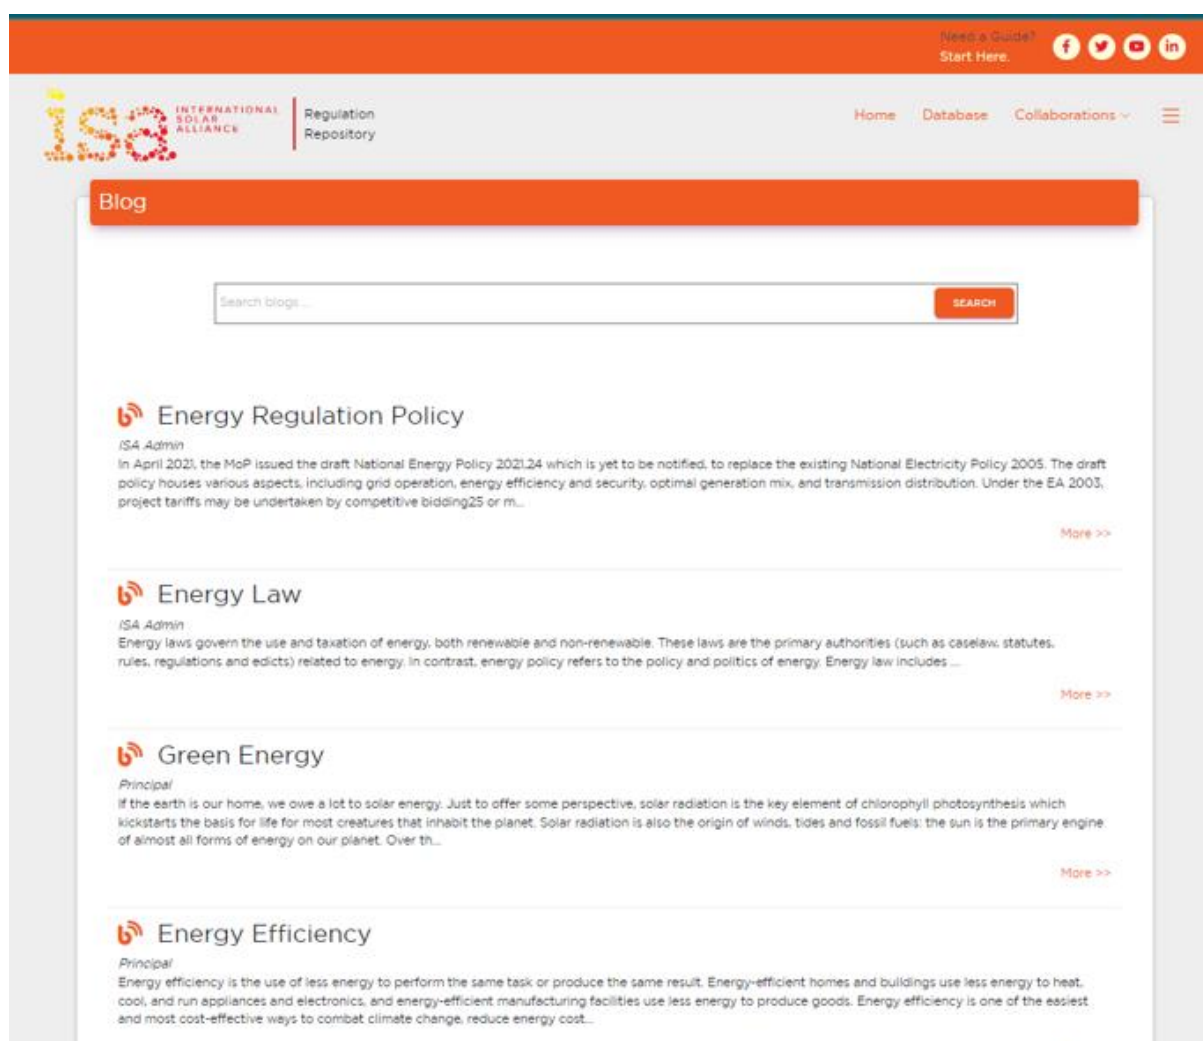 Need a Guide?
Start Here.
isa
INTERNATIONAL
SOLAR
ALLIANCE
Regulation
Repository
Home Database Collaborations
Blog
Search blogs ...
SEARCH
Energy Regulation Policy
ISA Admin
In April 2021, the MoP issued the draft National Energy Policy 2021,24 which is yet to be notified, to replace the existing National Electricity Policy 2005. The draft
policy houses various aspects, including grid operation, energy efficiency and security, optimal generation mix, and transmission distribution. Under the EA 2003,
project tariffs may be undertaken by competitive bidding25 or m...
More >>
Energy Law
ISA Admin
Energy laws govern the use and taxation of energy, both renewable and non-renewable. These laws are the primary authorities (such as caselaw, statutes,
rules, regulations and edicts) related to energy. In contrast, energy policy refers to the policy and politics of energy. Energy law includes ...
More >>
Green Energy
Principal
If the earth is our home, we owe a lot to solar energy. Just to offer some perspective, solar radiation is the key element of chlorophyll photosynthesis which
kickstarts the basis for life for most creatures that inhabit the planet. Solar radiation is also the origin of winds, tides and fossil fuels: the sun is the primary engine
of almost all forms of energy on our planet. Over th...
More >>
Energy Efficiency
Principal
Energy efficiency is the use of less energy to perform the same task or produce the same result. Energy-efficient homes and buildings use less energy to heat,
cool, and run appliances and electronics, and energy-efficient manufacturing facilities use less energy to produce goods. Energy efficiency is one of the easiest
and most cost-effective ways to combat climate change, reduce energy cost...